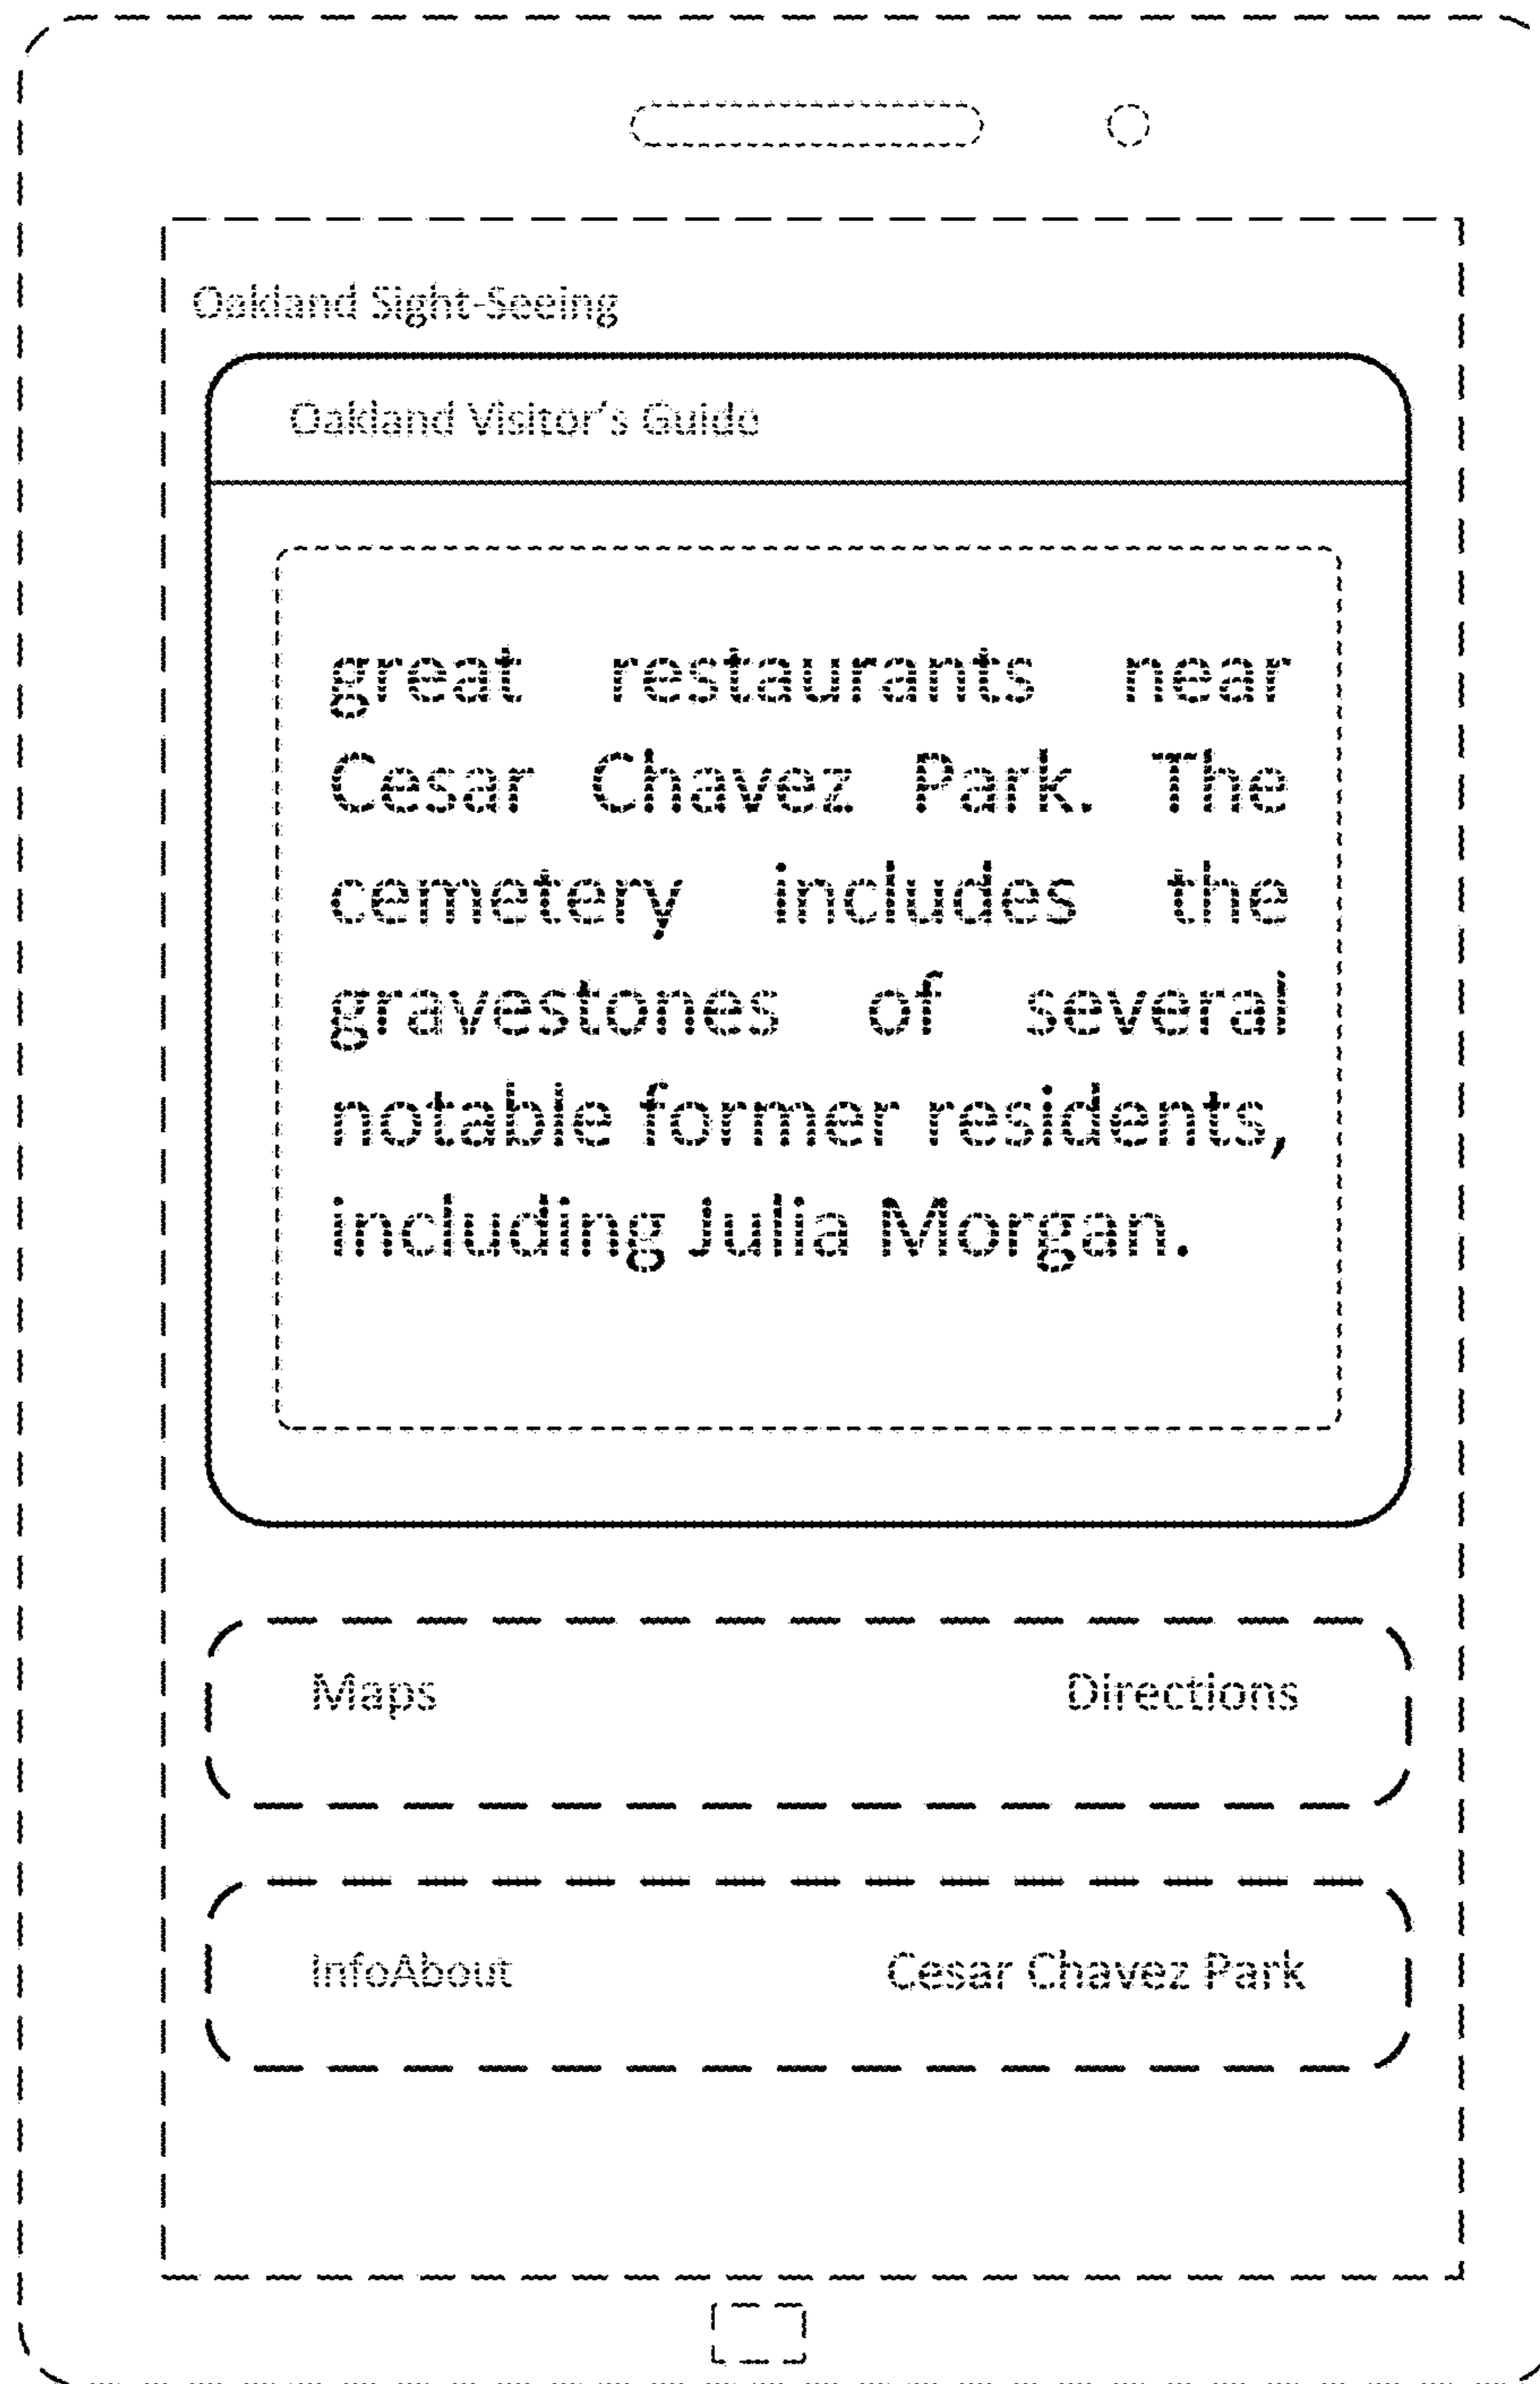 Oakland Sight-Seeing
Oakland Visitor's Guide
great restaurants near
Cesar Chavez Park. The
cemetery includes the
gravestones of several
notable former residents,
including Julia Morgan.
Maps Directions
InfoAbout Cesar Chavez Park